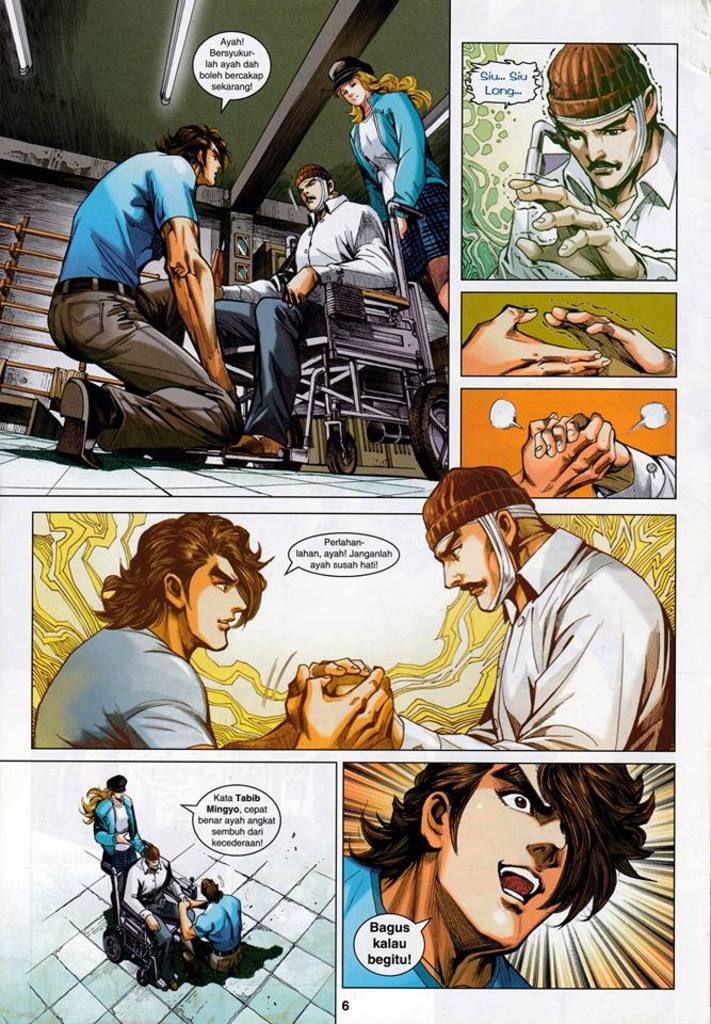 Ayah!
Bersyukur-
lah ayah dah
boleh bercakap
sekarang!
Siu... Siu
Long...
Perlahan-
lahan, ayah! Janganlah
ayah susah hati!
Kata Tabib
Mingyo, cepat
benar ayah angkat
sembuh dari
kecederaan!
Bagus
kalau
begitu!
6